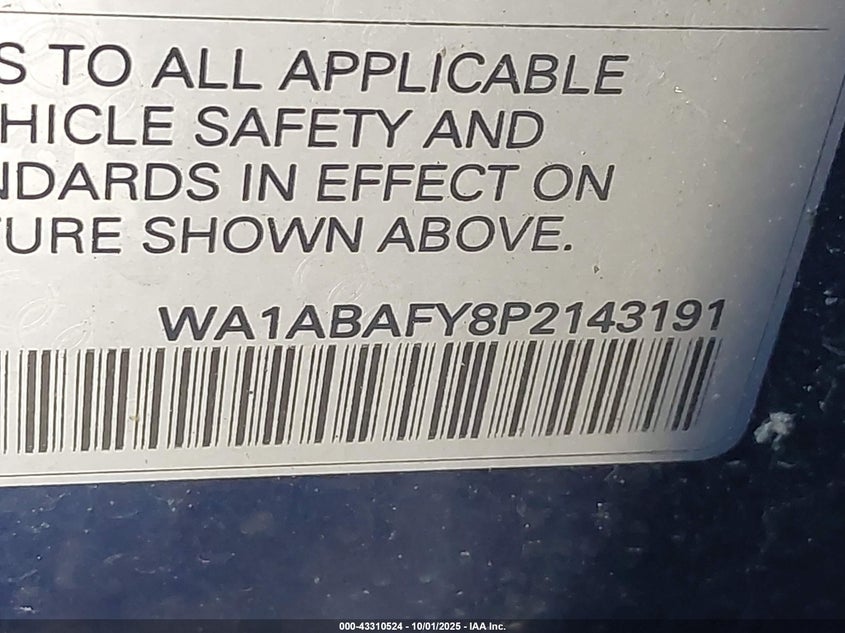 S TO ALL APPLICABLE
HICLE SAFETY AND
NDARDS IN EFFECT ON
TURE SHOWN ABOVE.
WA1ABAFY8P2143191
000-43310524 - 10/01/2025 - IAA Inc.